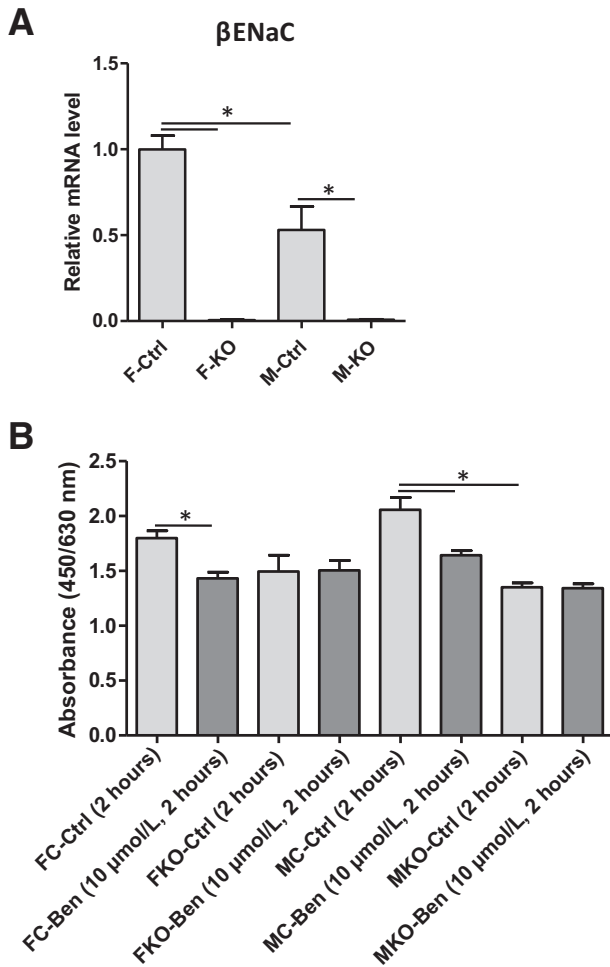 A
βENaC
Relative mRNA level
1.5
1.0
0.5
0.0
*
*
F-Ctrl
F-KO
M-Ctrl
M-KO
B
Absorbance (450/630 nm)
2.5
2.0
1.5
1.0
0.5
0.0
*
*
FC-Ctrl (2 hours)
FC-Ben (10 μmol/L, 2 hours)
FKO-Ctrl (2 hours)
FKO-Ben (10 μmol/L, 2 hours)
MC-Ctrl (2 hours)
MC-Ben (10 μmol/L, 2 hours)
MKO-Ctrl (2 hours)
MKO-Ben (10 μmol/L, 2 hours)